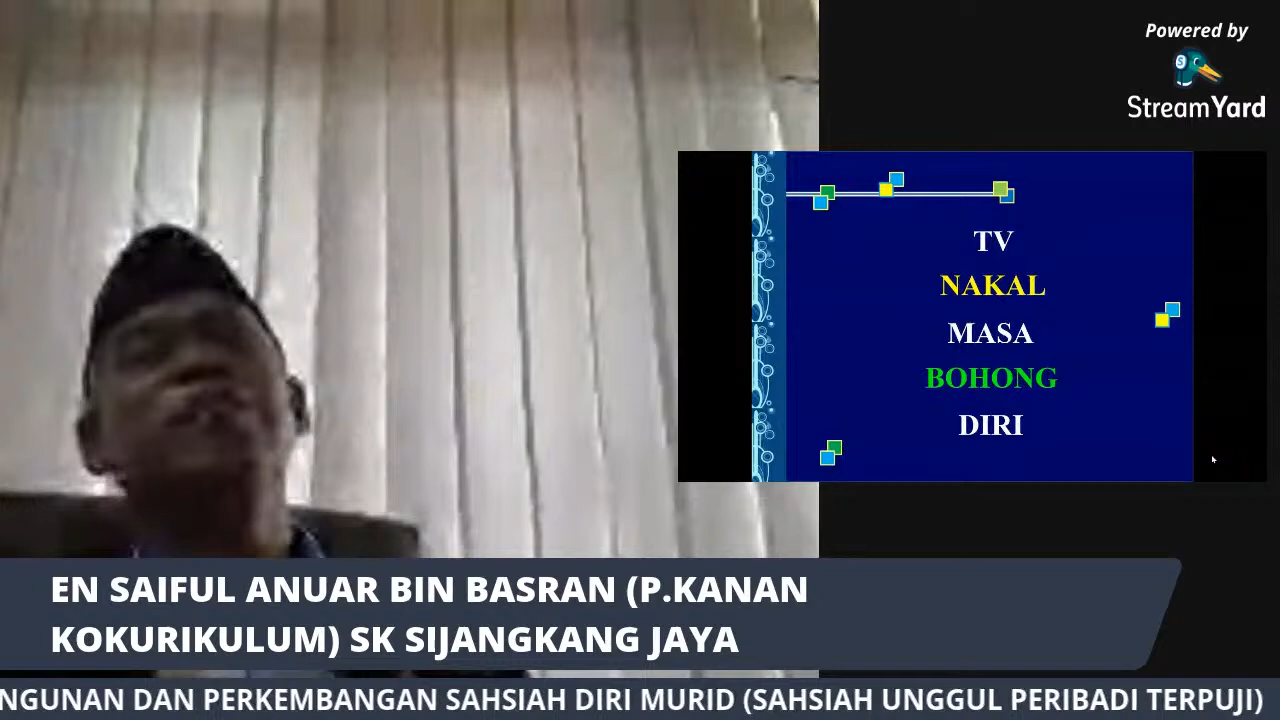 Powered by
StreamYard
TV
NAKAL
MASA
BOHONG
DIRI
EN SAIFUL ANUAR BIN BASRAN (P.KANAN
KOKURIKULUM) SK SIJANGKANG JAYA
NGUNAN DAN PERKEMBANGAN SAHSIAH DIRI MURID (SAHSIAH UNGGUL PERIBADI TERPUJI)